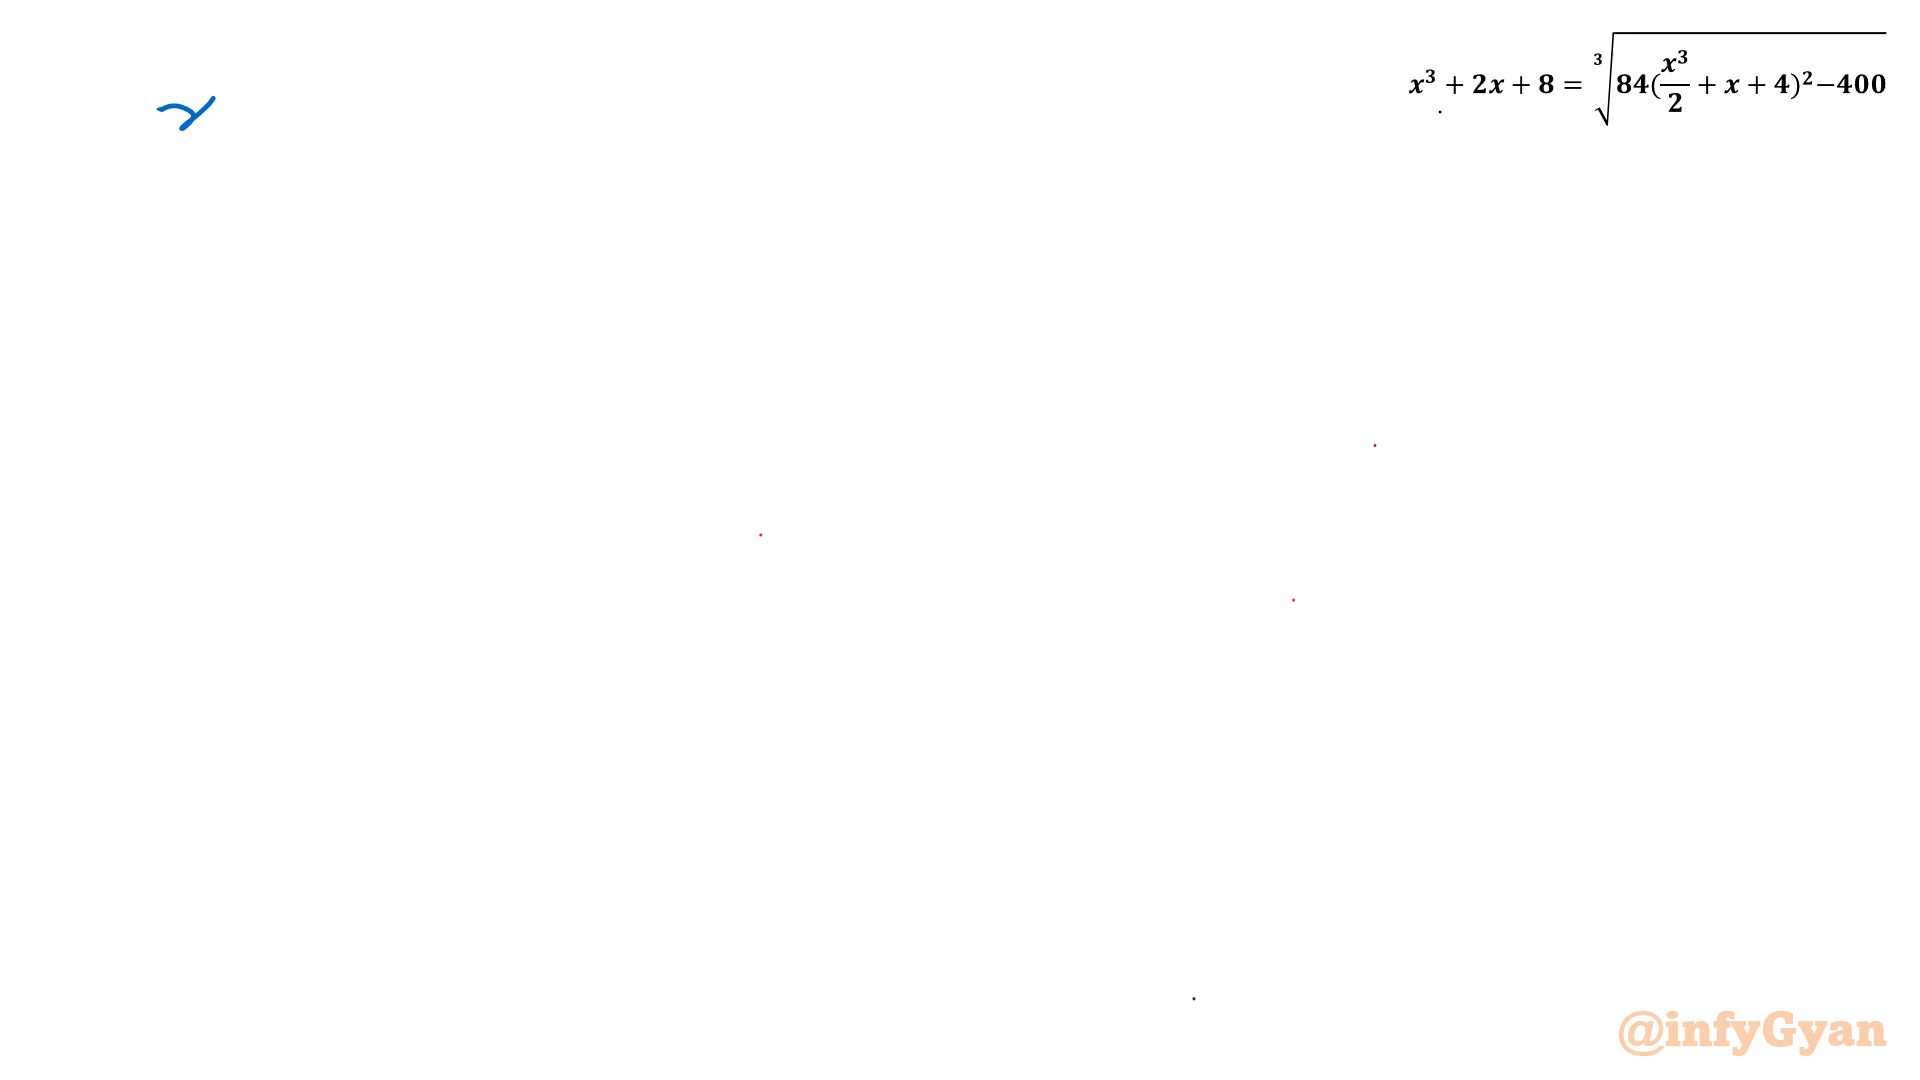 x³ + 2x + 8 = ∛(84(x³/2 + x + 4)² − 400)
@infyGyan